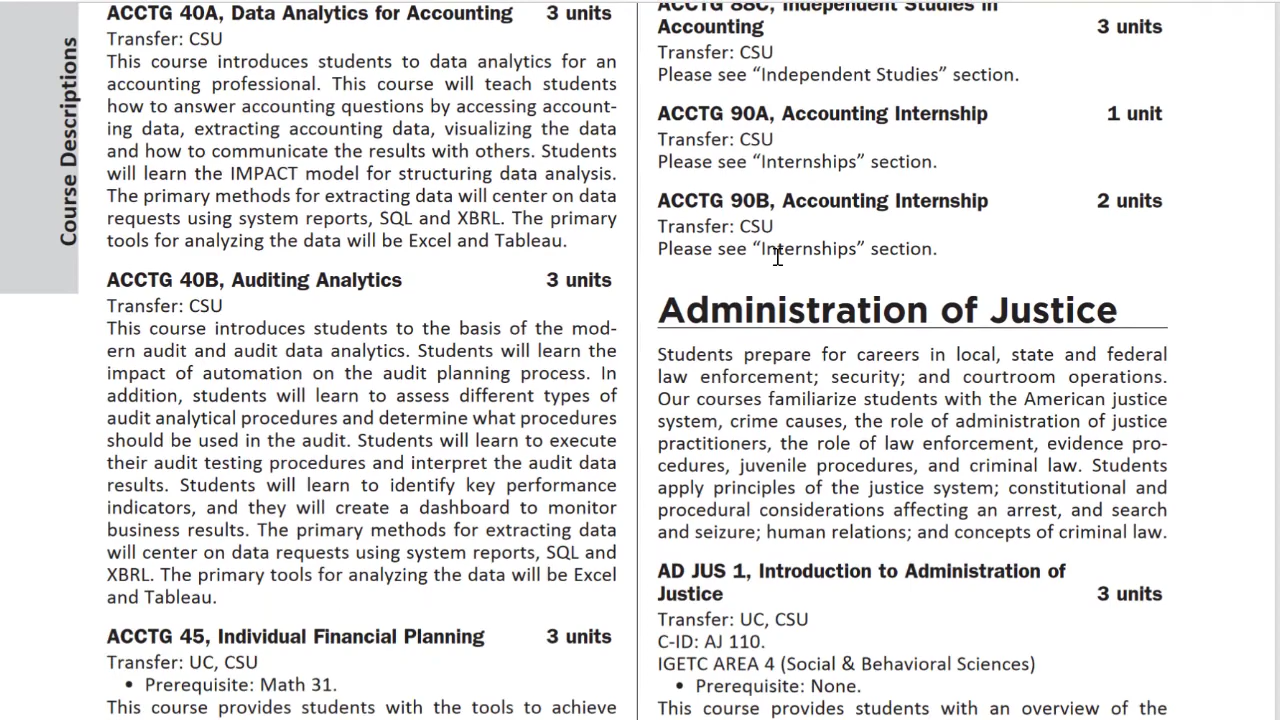 Course Descriptions
ACCTG 40A, Data Analytics for Accounting 3 units
Transfer: CSU
This course introduces students to data analytics for an
accounting professional. This course will teach students
how to answer accounting questions by accessing account-
ing data, extracting accounting data, visualizing the data
and how to communicate the results with others. Students
will learn the IMPACT model for structuring data analysis.
The primary methods for extracting data will center on data
requests using system reports, SQL and XBRL. The primary
tools for analyzing the data will be Excel and Tableau.
ACCTG 40B, Auditing Analytics 3 units
Transfer: CSU
This course introduces students to the basis of the mod-
ern audit and audit data analytics. Students will learn the
impact of automation on the audit planning process. In
addition, students will learn to assess different types of
audit analytical procedures and determine what procedures
should be used in the audit. Students will learn to execute
their audit testing procedures and interpret the audit data
results. Students will learn to identify key performance
indicators, and they will create a dashboard to monitor
business results. The primary methods for extracting data
will center on data requests using system reports, SQL and
XBRL. The primary tools for analyzing the data will be Excel
and Tableau.
ACCTG 45, Individual Financial Planning 3 units
Transfer: UC, CSU
• Prerequisite: Math 31.
This course provides students with the tools to achieve
ACCTG 88C, Independent Studies in
Accounting 3 units
Transfer: CSU
Please see “Independent Studies” section.
ACCTG 90A, Accounting Internship 1 unit
Transfer: CSU
Please see “Internships” section.
ACCTG 90B, Accounting Internship 2 units
Transfer: CSU
Please see “Internships” section.
Administration of Justice
Students prepare for careers in local, state and federal
law enforcement; security; and courtroom operations.
Our courses familiarize students with the American justice
system, crime causes, the role of administration of justice
practitioners, the role of law enforcement, evidence pro-
cedures, juvenile procedures, and criminal law. Students
apply principles of the justice system; constitutional and
procedural considerations affecting an arrest, and search
and seizure; human relations; and concepts of criminal law.
AD JUS 1, Introduction to Administration of
Justice 3 units
Transfer: UC, CSU
C-ID: AJ 110.
IGETC AREA 4 (Social & Behavioral Sciences)
• Prerequisite: None.
This course provides students with an overview of the